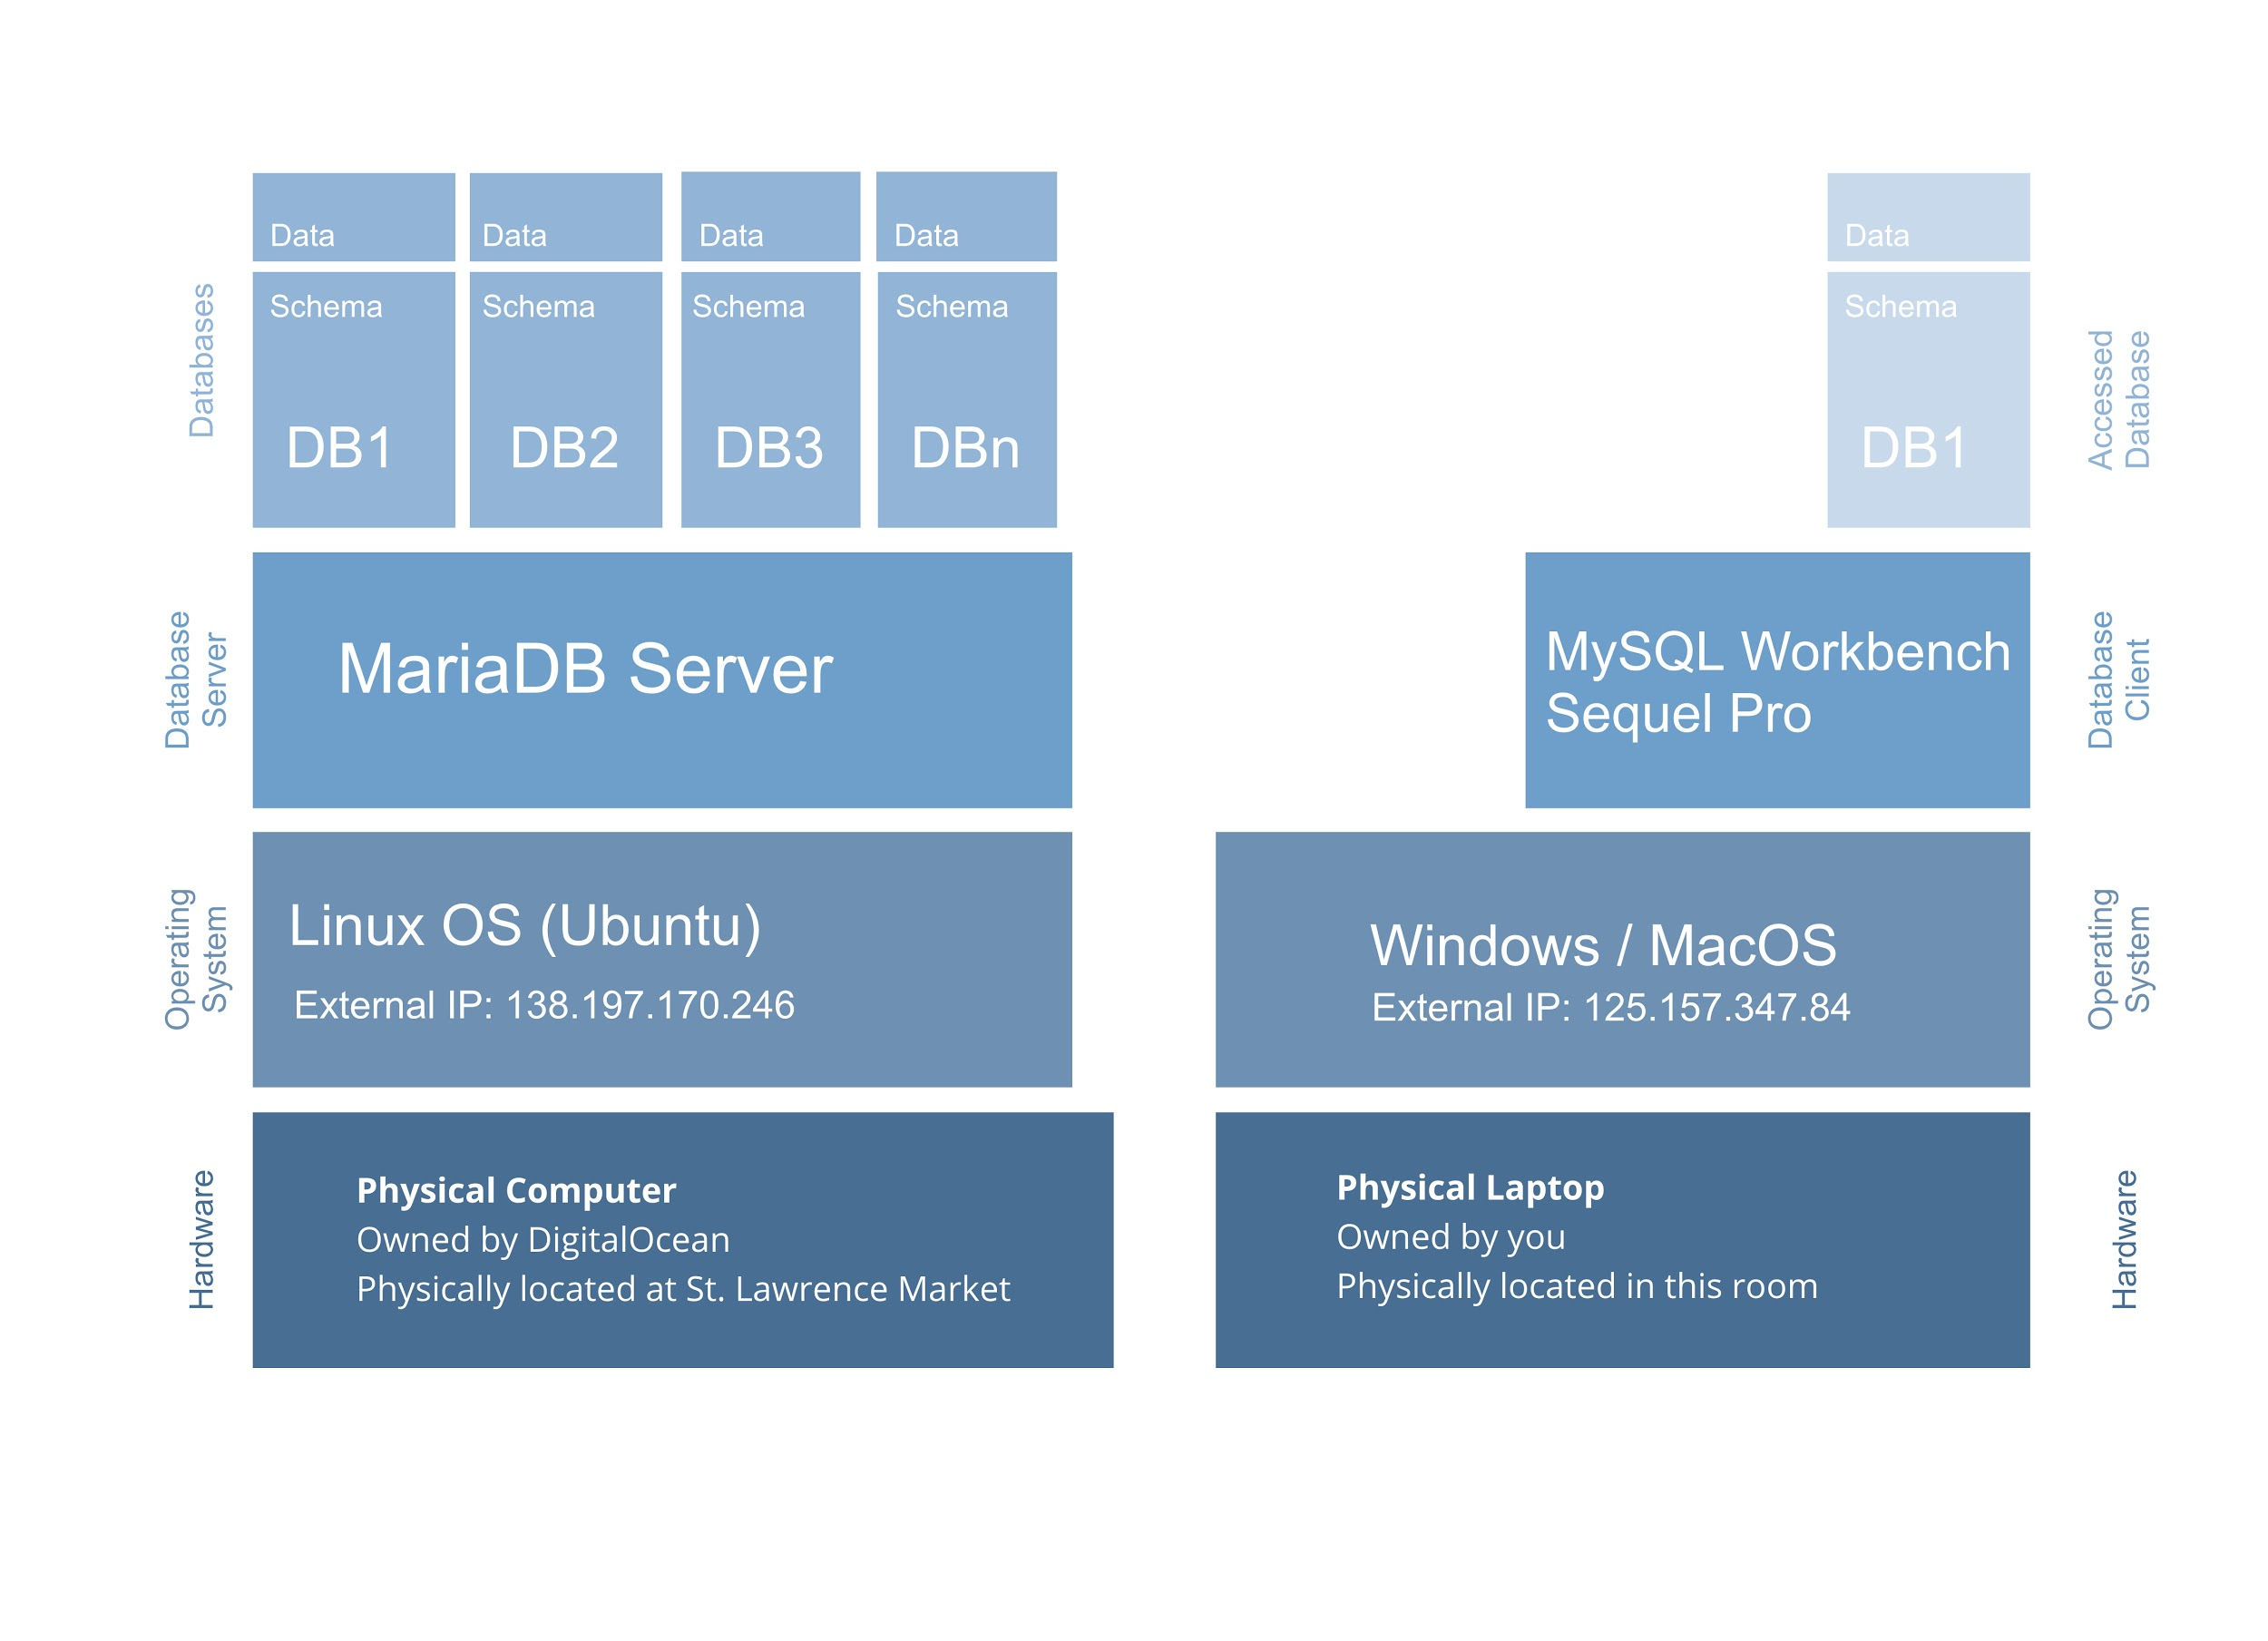 Databases
Data
Data
Data
Data
Schema
Schema
Schema
Schema
DB1
DB2
DB3
DBn
Data
Schema
DB1
Accessed
Database
Database
Server
MariaDB Server
MySQL Workbench
Sequel Pro
Database
Client
Operating
System
Linux OS (Ubuntu)
External IP: 138.197.170.246
Windows / MacOS
External IP: 125.157.347.84
Operating
System
Hardware
Physical Computer
Owned by DigitalOcean
Physically located at St. Lawrence Market
Physical Laptop
Owned by you
Physically located in this room
Hardware